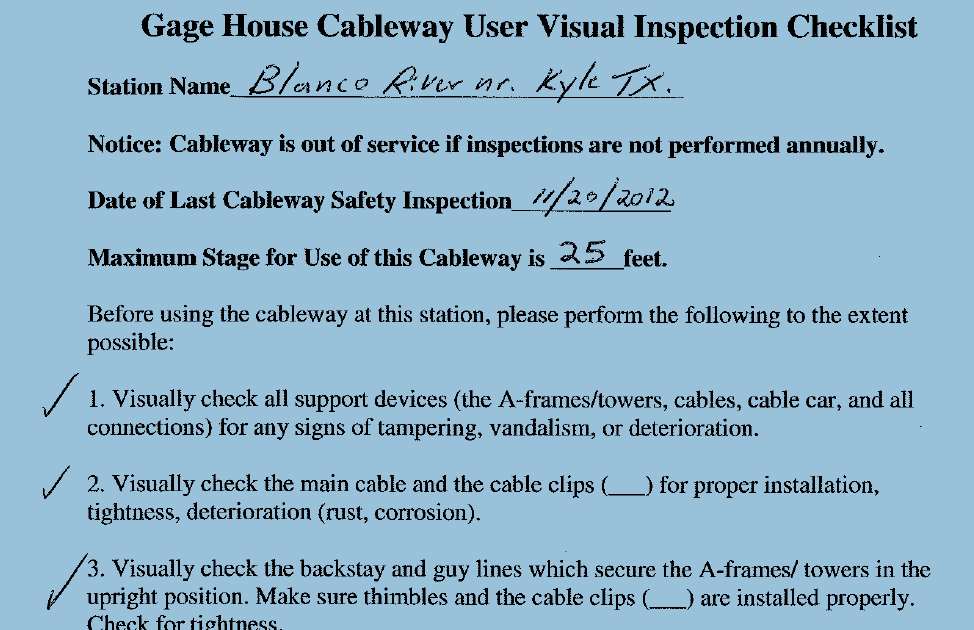 Gage House Cableway User Visual Inspection Checklist
Station Name Blanco River nr. Kyle TX.
Notice: Cableway is out of service if inspections are not performed annually.
Date of Last Cableway Safety Inspection 11/20/2012
Maximum Stage for Use of this Cableway is 25 feet.
Before using the cableway at this station, please perform the following to the extent
possible:
1. Visually check all support devices (the A-frames/towers, cables, cable car, and all
connections) for any signs of tampering, vandalism, or deterioration.
2. Visually check the main cable and the cable clips (___) for proper installation,
tightness, deterioration (rust, corrosion).
3. Visually check the backstay and guy lines which secure the A-frames/ towers in the
upright position. Make sure thimbles and the cable clips (___) are installed properly.
Check for tightness.